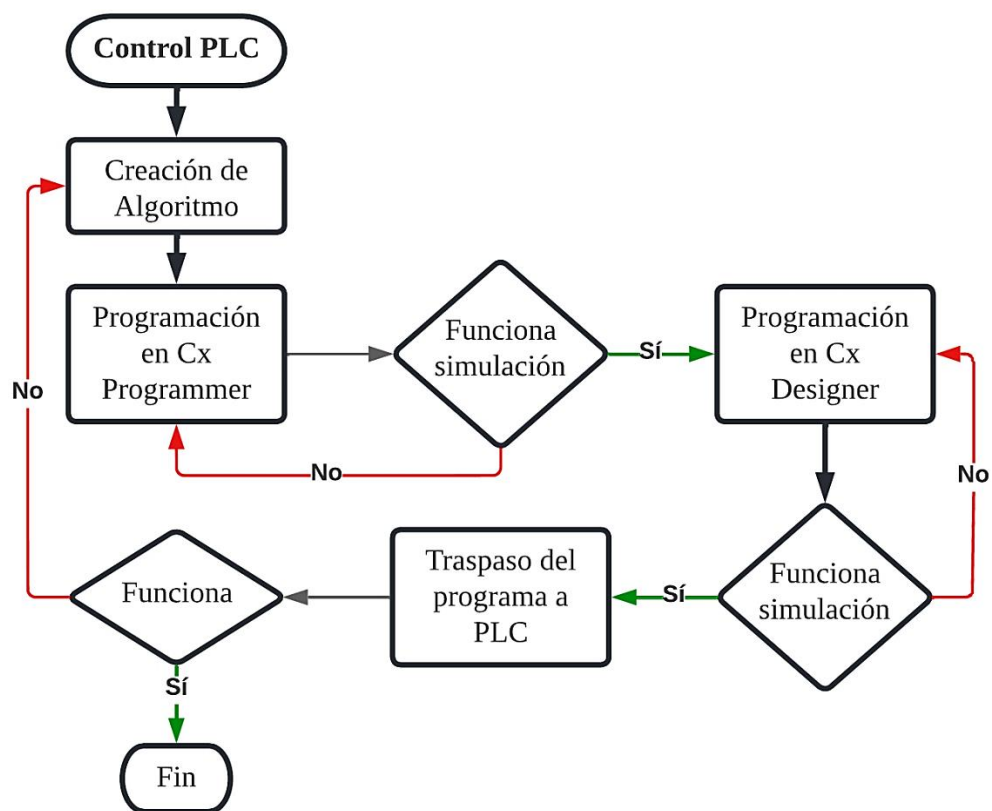 Control PLC
Creación de
Algoritmo
Programación
en Cx
Programmer
Funciona
simulación
Sí
Programación
en Cx
Designer
No
No
No
Funciona
simulación
Sí
Traspaso del
programa a
PLC
Funciona
Sí
Fin